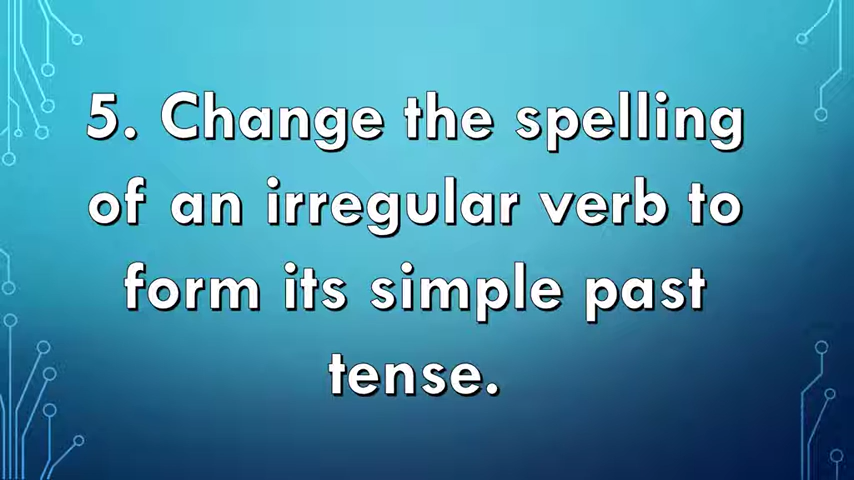 5. Change the spelling
of an irregular verb to
form its simple past
tense.